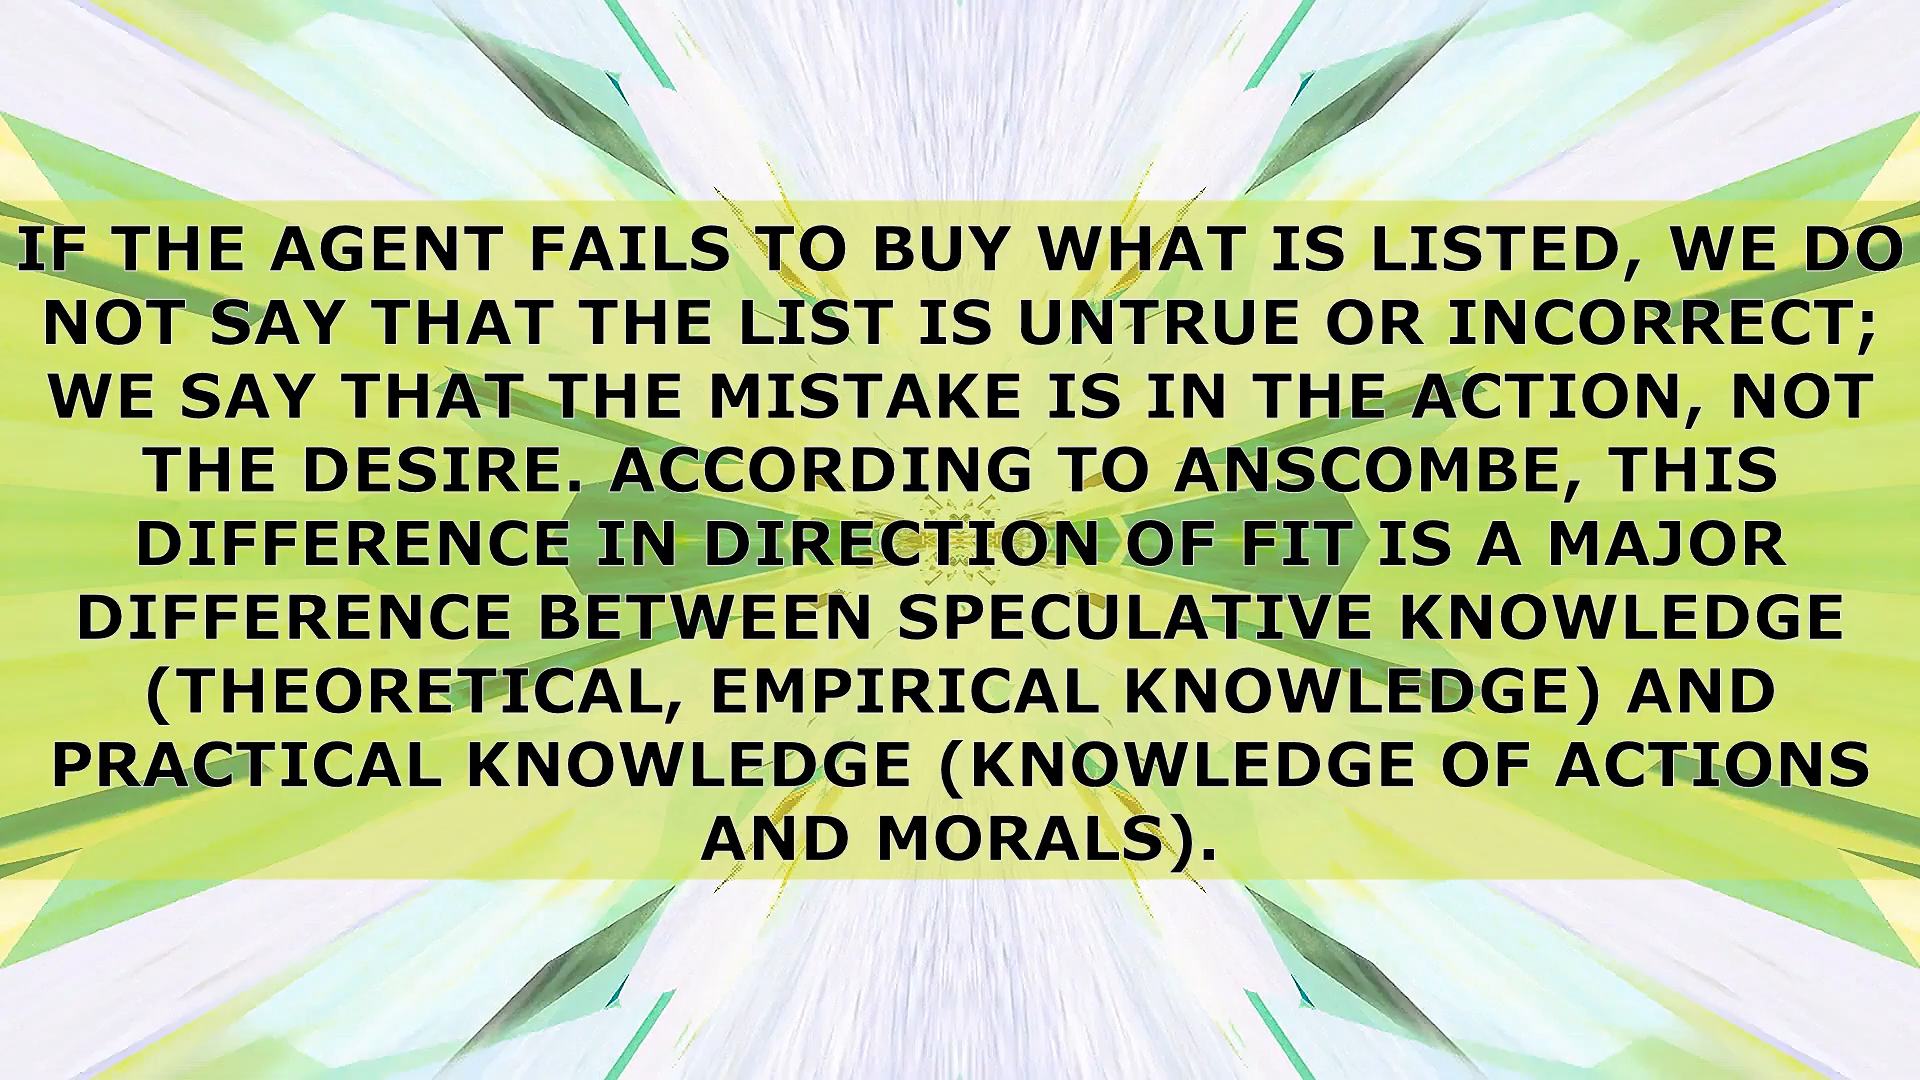 IF THE AGENT FAILS TO BUY WHAT IS LISTED, WE DO
NOT SAY THAT THE LIST IS UNTRUE OR INCORRECT;
WE SAY THAT THE MISTAKE IS IN THE ACTION, NOT
THE DESIRE. ACCORDING TO ANSCOMBE, THIS
DIFFERENCE IN DIRECTION OF FIT IS A MAJOR
DIFFERENCE BETWEEN SPECULATIVE KNOWLEDGE
(THEORETICAL, EMPIRICAL KNOWLEDGE) AND
PRACTICAL KNOWLEDGE (KNOWLEDGE OF ACTIONS
AND MORALS).